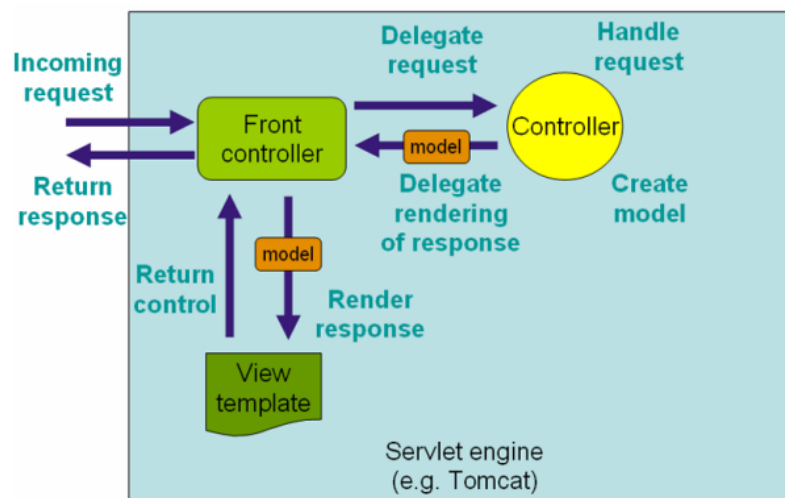 Incoming
request
Return
response
Front
controller
Delegate
request
Handle
request
Controller
model
Delegate
rendering
of response
Create
model
model
Return
control
Render
response
View
template
Servlet engine
(e.g. Tomcat)